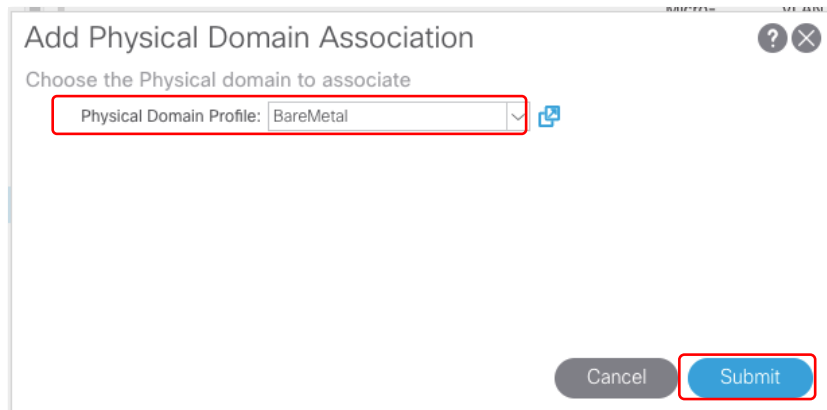 Add Physical Domain Association
?
Choose the Physical domain to associate
Physical Domain Profile: BareMetal
Cancel Submit